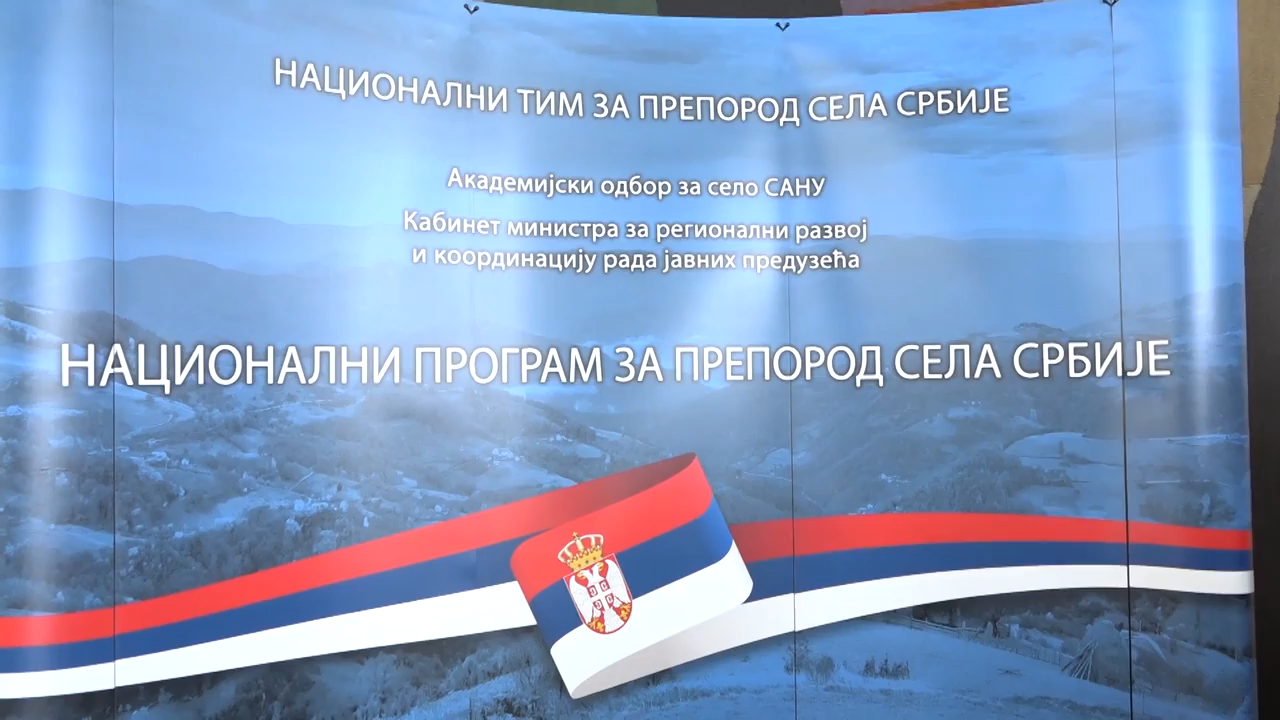 НАЦИОНАЛНИ ТИМ ЗА ПРЕПОРОД СЕЛА СРБИЈЕ
Академијски одбор за село САНУ
Кабинет министра за регионални развој
и координацију рада јавних предузећа
НАЦИОНАЛНИ ПРОГРАМ ЗА ПРЕПОРОД СЕЛА СРБИЈЕ